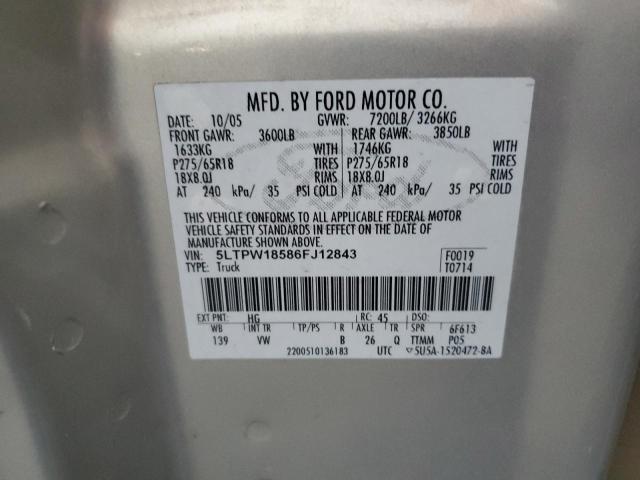 MFD. BY FORD MOTOR CO.
DATE: 10/05 GVWR: 7200LB/ 3266KG
FRONT GAWR: 3600LB REAR GAWR: 3850LB
1633KG WITH 1746KG WITH
P275/65R18 TIRES P275/65R18 TIRES
18X8.0J RIMS 18X8.0J RIMS
AT 240 kPa/ 35 PSI COLD AT 240 kPa/ 35 PSI COLD
THIS VEHICLE CONFORMS TO ALL APPLICABLE FEDERAL MOTOR
VEHICLE SAFETY STANDARDS IN EFFECT ON THE DATE OF
MANUFACTURE SHOWN ABOVE.
VIN: 5LTPW18586FJ12843 F0019
TYPE: Truck T0714
EXT PNT: HG RC: 45 DSO:
WB INT TR TP/PS R AXLE TR SPR 6F613
139 VW B 26 Q TTMM P05
2200510136183 UTC 5U5A-1520472-BA
Ford